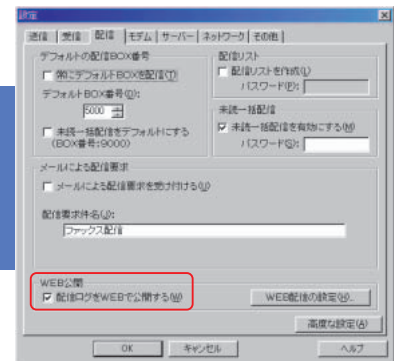 設定
送信 受信 配信 モデム サーバー ネットワーク その他
デフォルトの配信BOX番号
常にデフォルトBOXを配信(T)
デフォルトBOX番号(D):
5000
未読一括配信をデフォルトにする
(BOX番号:9000)
配信リスト
配信リストを作成(L)
パスワード(P):
未読一括配信
未読一括配信を有効にする(M)
パスワード(G):
メールによる配信要求
メールによる配信要求を受け付ける(U)
配信要求件名(J):
ファックス配信
WEB公開
配信ログをWEBで公開する(W)
WEB配信の設定(H)...
高度な設定(A)
OK キャンセル ヘルプ